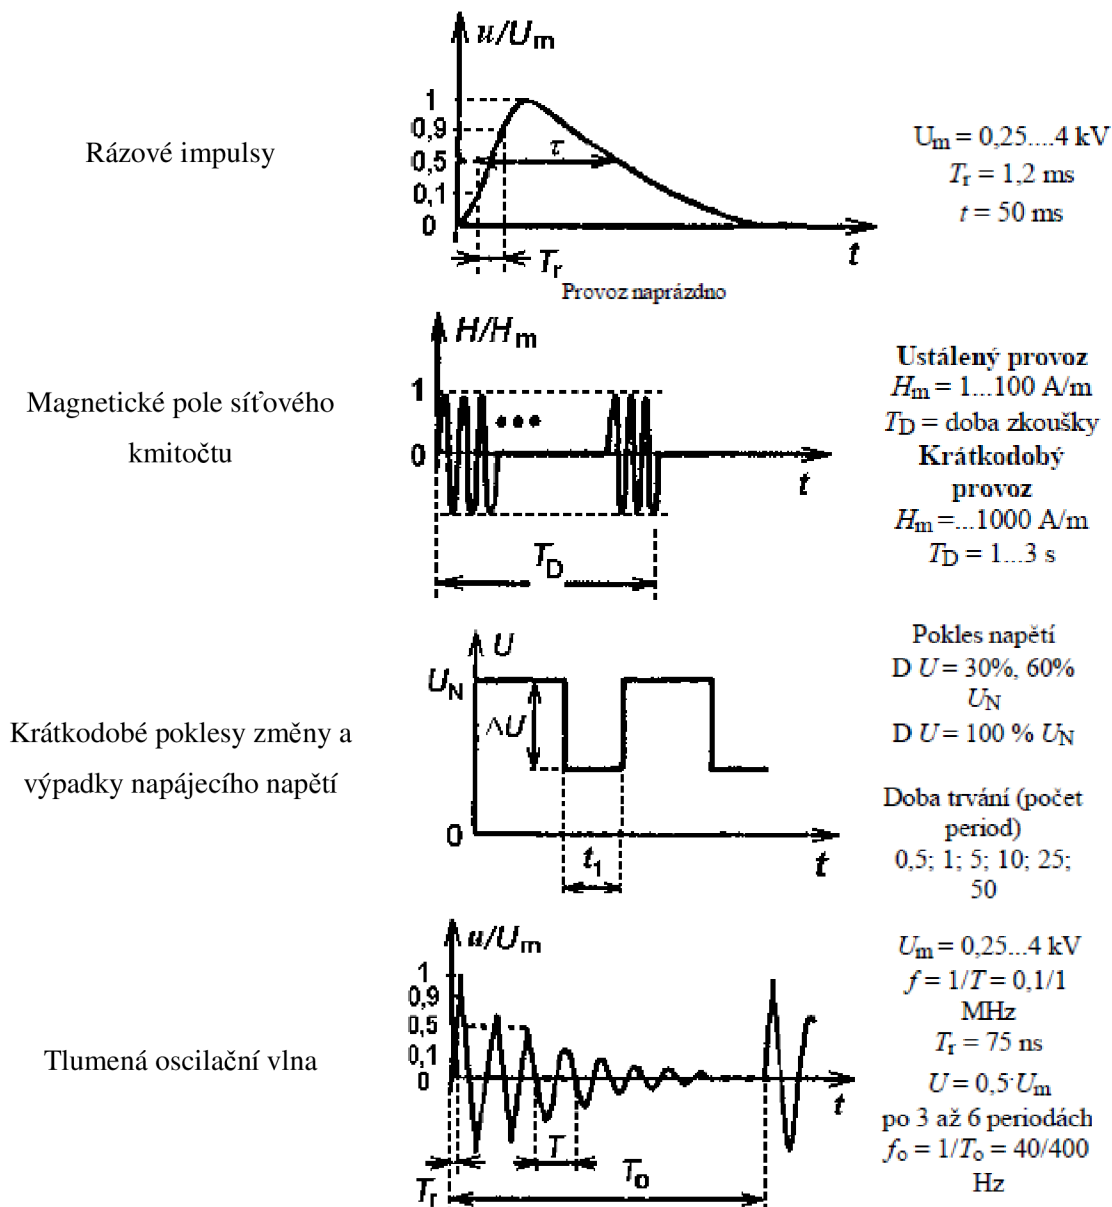 u/Um
1
0,9
0,5
0,1
0
τ
t
Tr
Rázové impulsy
Um = 0,25....4 kV
Tr = 1,2 ms
t = 50 ms
Provoz naprázdno
H/Hm
1
0
t
TD
Magnetické pole síťového
kmitočtu
Ustálený provoz
Hm = 1...100 A/m
TD = doba zkoušky
Krátkodobý
provoz
Hm =...1000 A/m
TD = 1...3 s
U
UN
ΛU
0
t
t1
Krátkodobé poklesy změny a
výpadky napájecího napětí
Pokles napětí
D U = 30%, 60%
UN
D U = 100 % UN
Doba trvání (počet
period)
0,5; 1; 5; 10; 25;
50
u/Um
1
0,9
0,5
0,1
0
t
T
To
Tr
Tlumená oscilační vlna
Um = 0,25...4 kV
f = 1/T = 0,1/1
MHz
Tr = 75 ns
U = 0,5·Um
po 3 až 6 periodách
fo = 1/To = 40/400
Hz